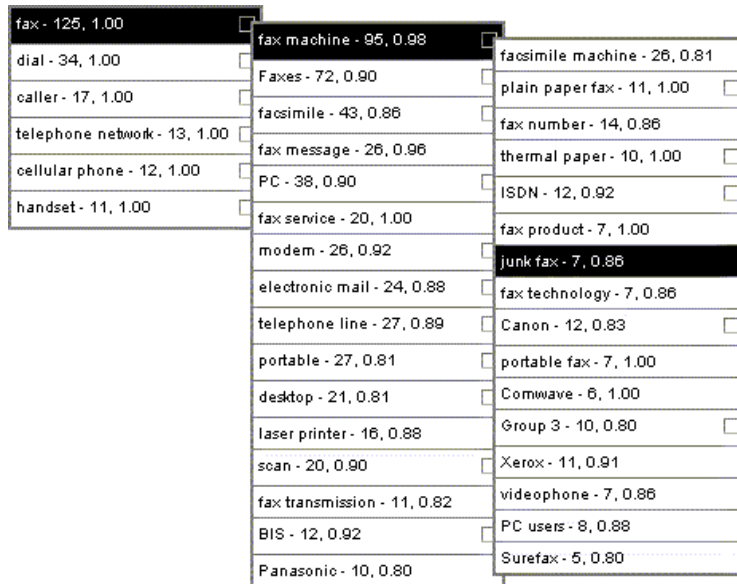 fax - 125, 1.00
dial - 34, 1.00
caller - 17, 1.00
telephone network - 13, 1.00
cellular phone - 12, 1.00
handset - 11, 1.00
fax machine - 95, 0.98
Faxes - 72, 0.90
facsimile - 43, 0.86
fax message - 26, 0.96
PC - 38, 0.90
fax service - 20, 1.00
modem - 26, 0.92
electronic mail - 24, 0.88
telephone line - 27, 0.89
portable - 27, 0.81
desktop - 21, 0.81
laser printer - 16, 0.88
scan - 20, 0.90
fax transmission - 11, 0.82
BIS - 12, 0.92
Panasonic - 10, 0.80
facsimile machine - 26, 0.81
plain paper fax - 11, 1.00
fax number - 14, 0.86
thermal paper - 10, 1.00
ISDN - 12, 0.92
fax product - 7, 1.00
junk fax - 7, 0.86
fax technology - 7, 0.86
Canon - 12, 0.83
portable fax - 7, 1.00
Comwave - 6, 1.00
Group 3 - 10, 0.80
Xerox - 11, 0.91
videophone - 7, 0.86
PC users - 8, 0.88
Surefax - 5, 0.80